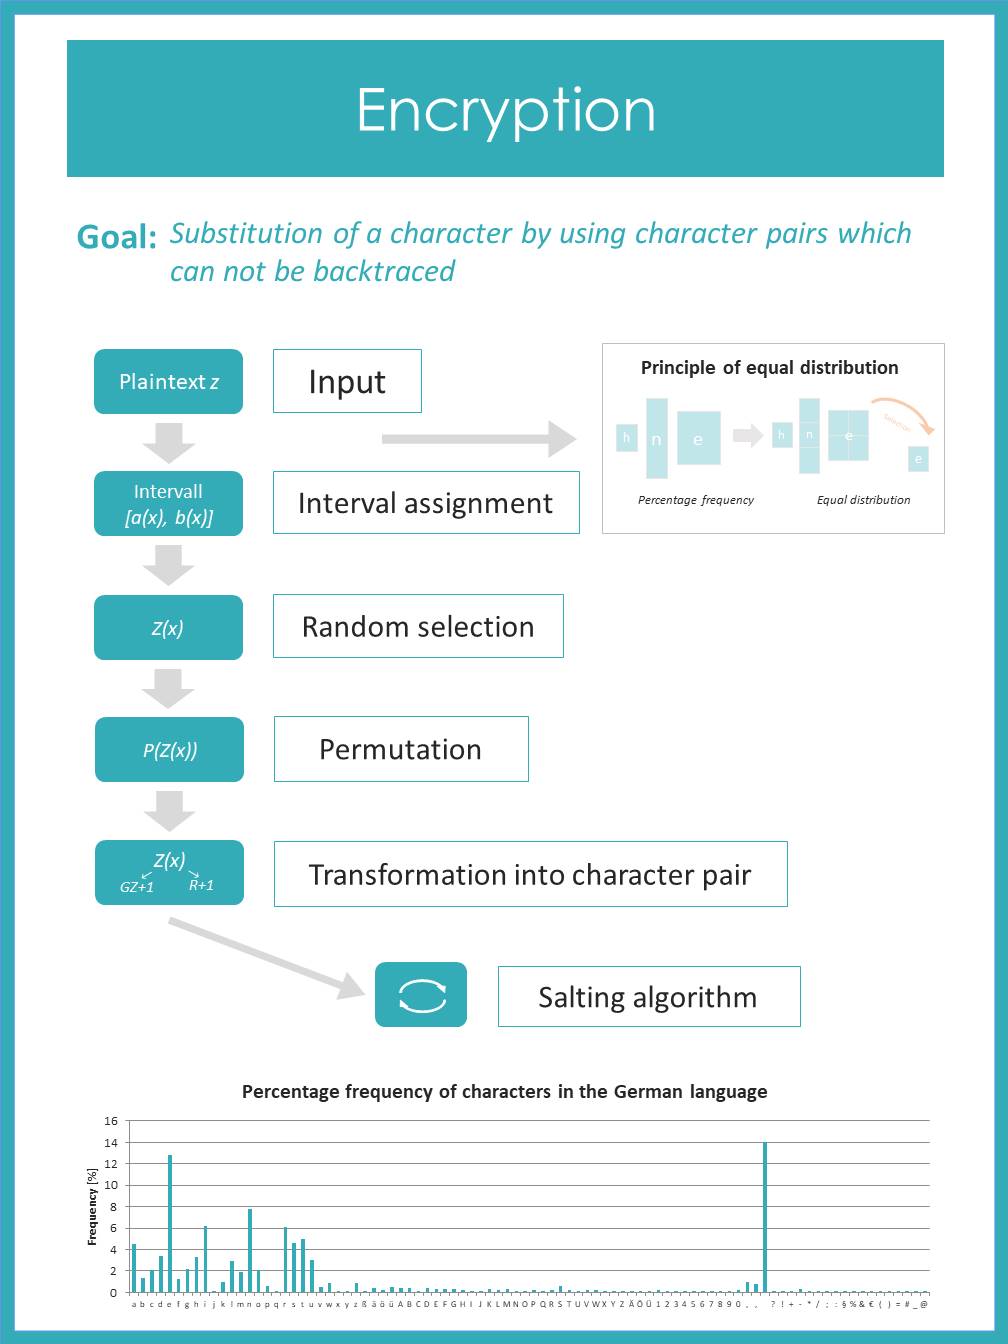 Encryption
Goal: Substitution of a character by using character pairs which
can not be backtraced
Plaintext z
Input
Principle of equal distribution
h n e h n e e
Selection
Percentage frequency
Equal distribution
Intervall
[a(x), b(x)]
Interval assignment
Z(x)
Random selection
P(Z(x))
Permutation
Z(x)
GZ+1 R+1
Transformation into character pair
Salting algorithm
Percentage frequency of characters in the German language
Frequency [%]
16
14
12
10
8
6
4
2
0
a b c d e f g h i j k l m n o p q r s t u v w x y z ß ä ö ü A B C D E F G H I J K L M N O P Q R S T U V W X Y Z Ä Ö Ü 1 2 3 4 5 6 7 8 9 0 . , ? ! + - * / ; : § % & € ( ) = # _ @